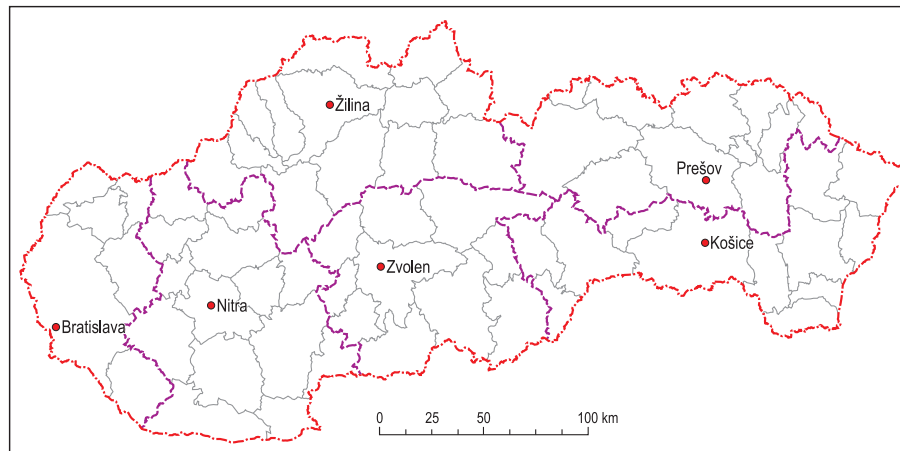 Žilina
Prešov
Košice
Zvolen
Nitra
Bratislava
0 25 50 100 km